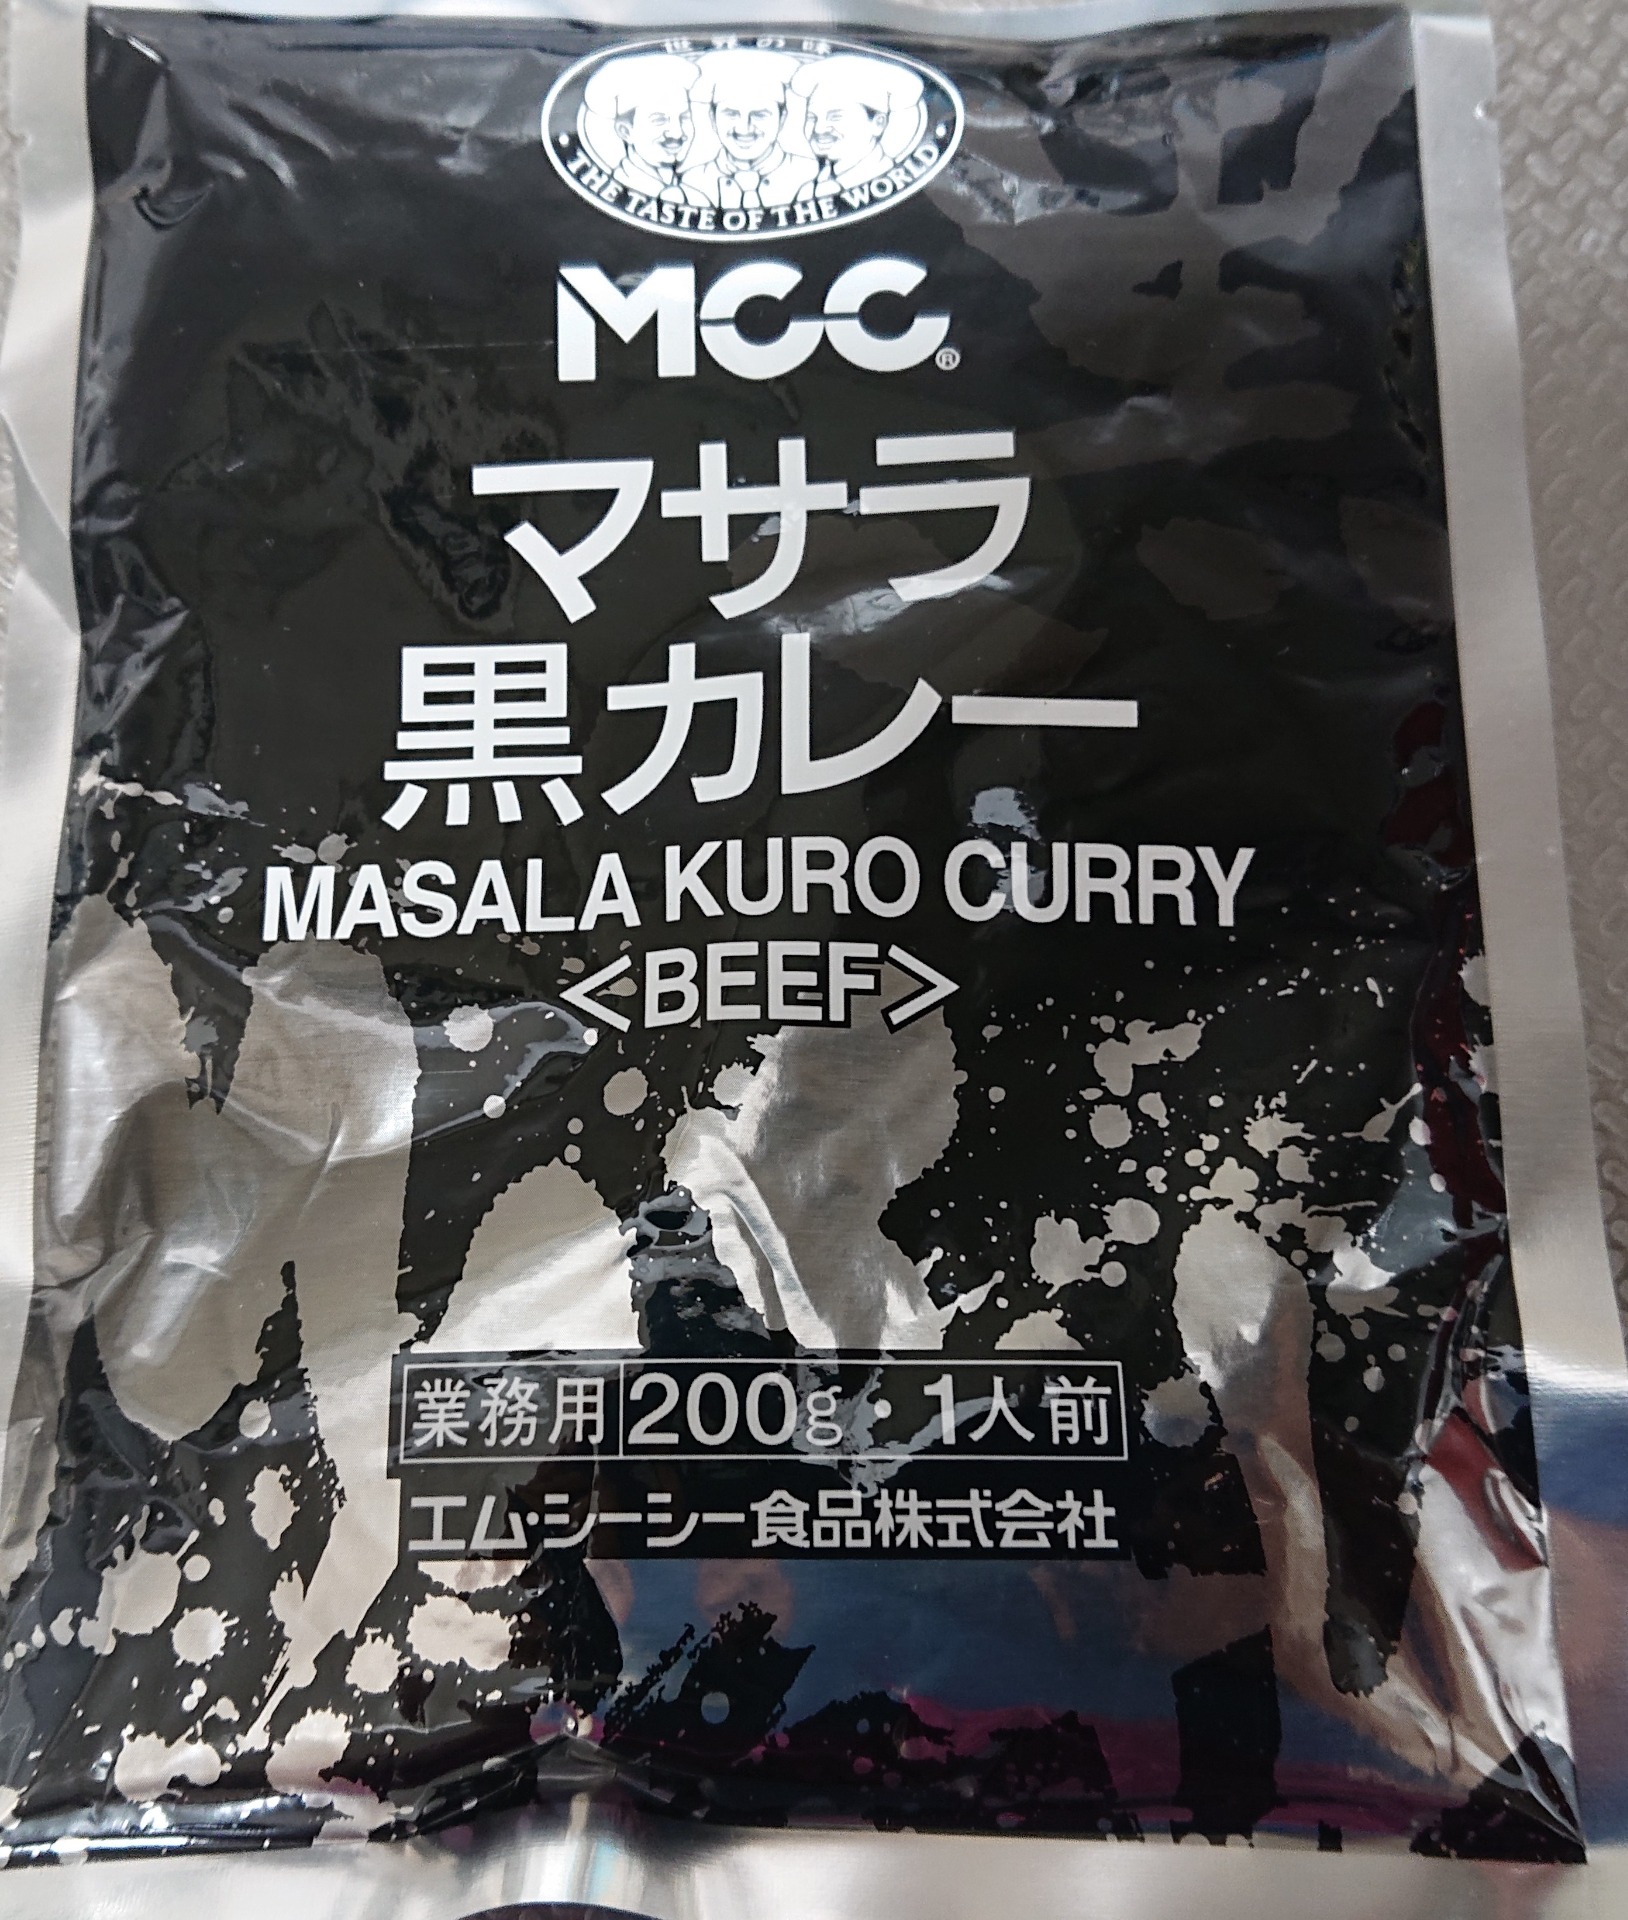 世界の味
THE TASTE OF THE WORLD
MCC®
マサラ
黒カレー
MASALA KURO CURRY
<BEEF>
業務用 200g・1人前
エム・シーシー食品株式会社